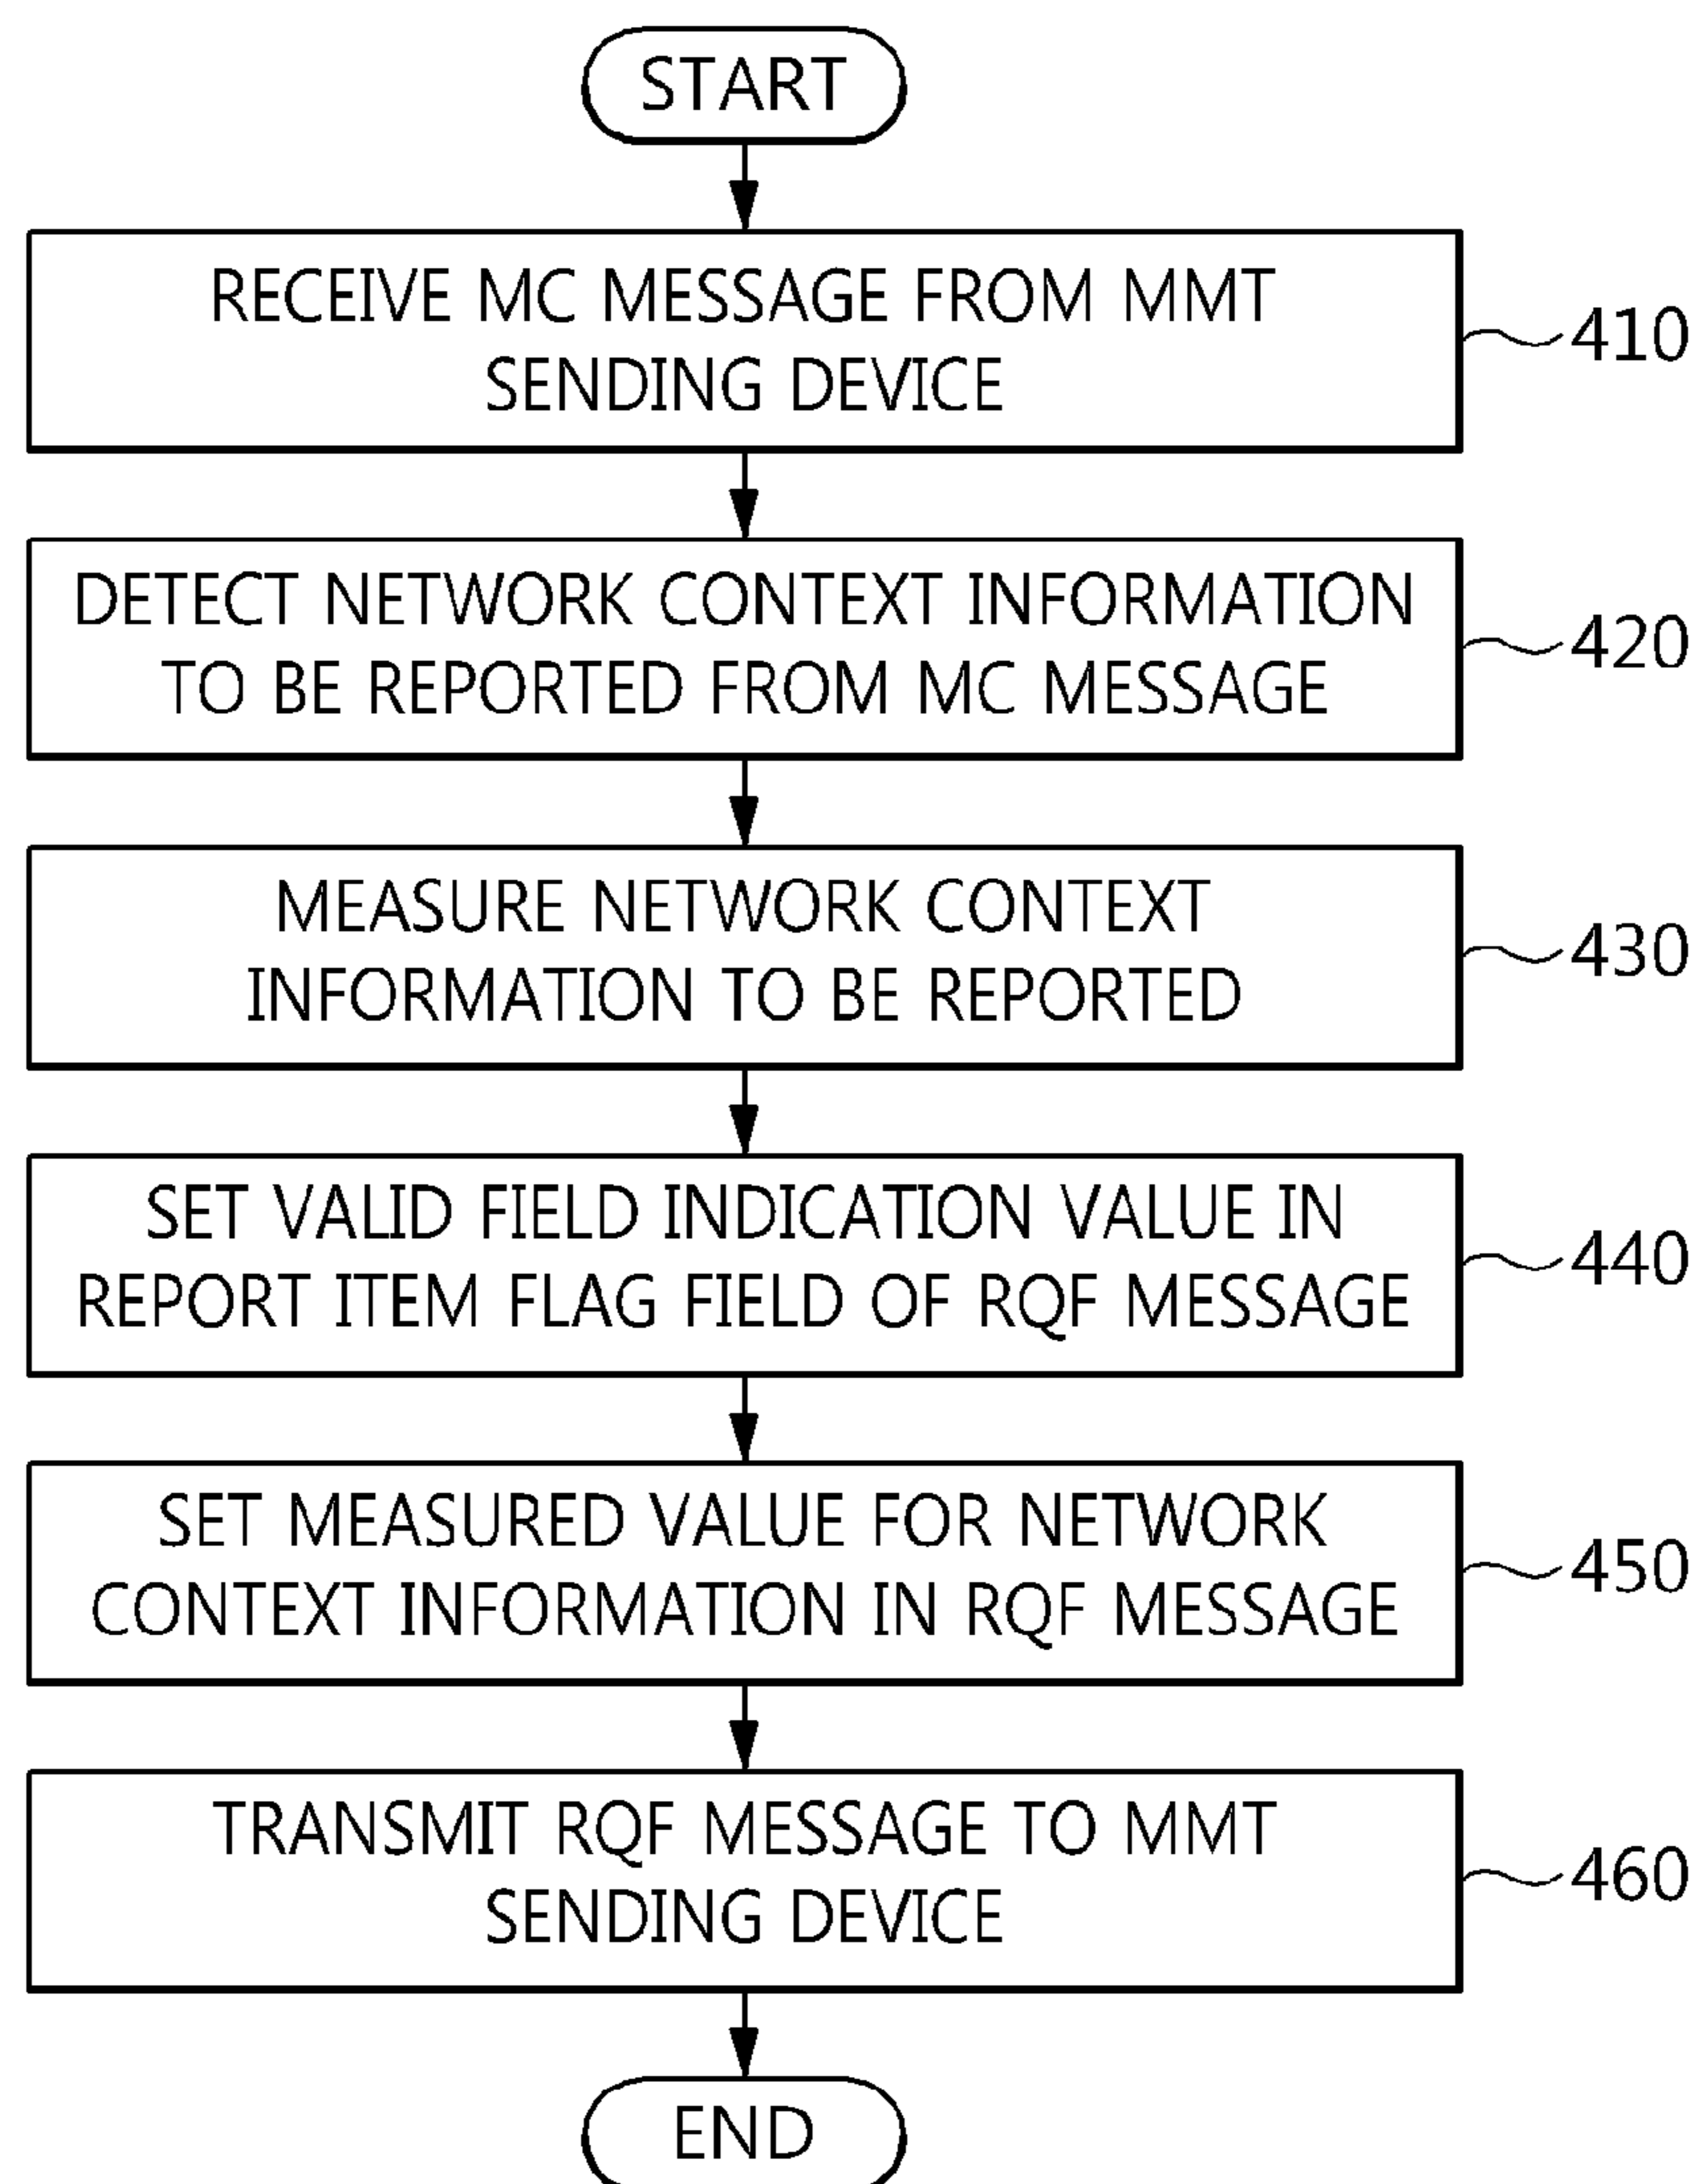 START
RECEIVE MC MESSAGE FROM MMT
SENDING DEVICE
410
DETECT NETWORK CONTEXT INFORMATION
TO BE REPORTED FROM MC MESSAGE
420
MEASURE NETWORK CONTEXT
INFORMATION TO BE REPORTED
430
SET VALID FIELD INDICATION VALUE IN
REPORT ITEM FLAG FIELD OF RQF MESSAGE
440
SET MEASURED VALUE FOR NETWORK
CONTEXT INFORMATION IN RQF MESSAGE
450
TRANSMIT RQF MESSAGE TO MMT
SENDING DEVICE
460
END